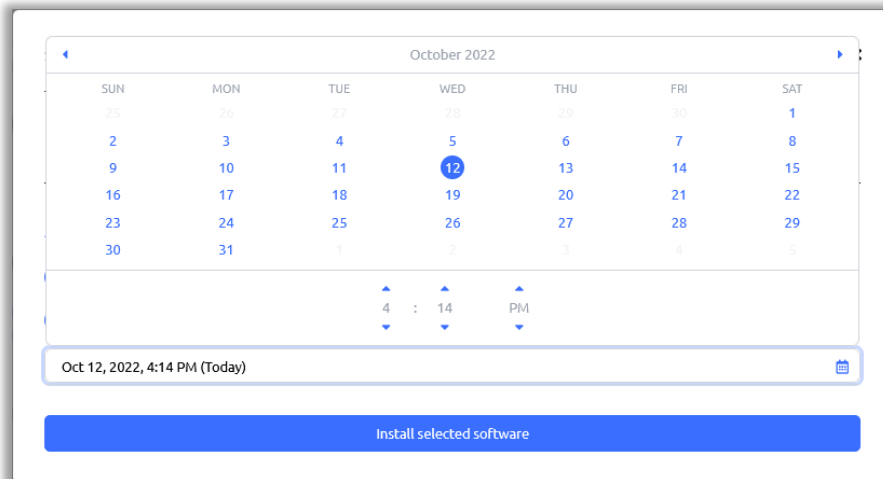 October 2022
SUN MON TUE WED THU FRI SAT
25 26 27 28 29 30 1
2 3 4 5 6 7 8
9 10 11 12 13 14 15
16 17 18 19 20 21 22
23 24 25 26 27 28 29
30 31 1 2 3 4 5
4 : 14 PM
Oct 12, 2022, 4:14 PM (Today)
Install selected software